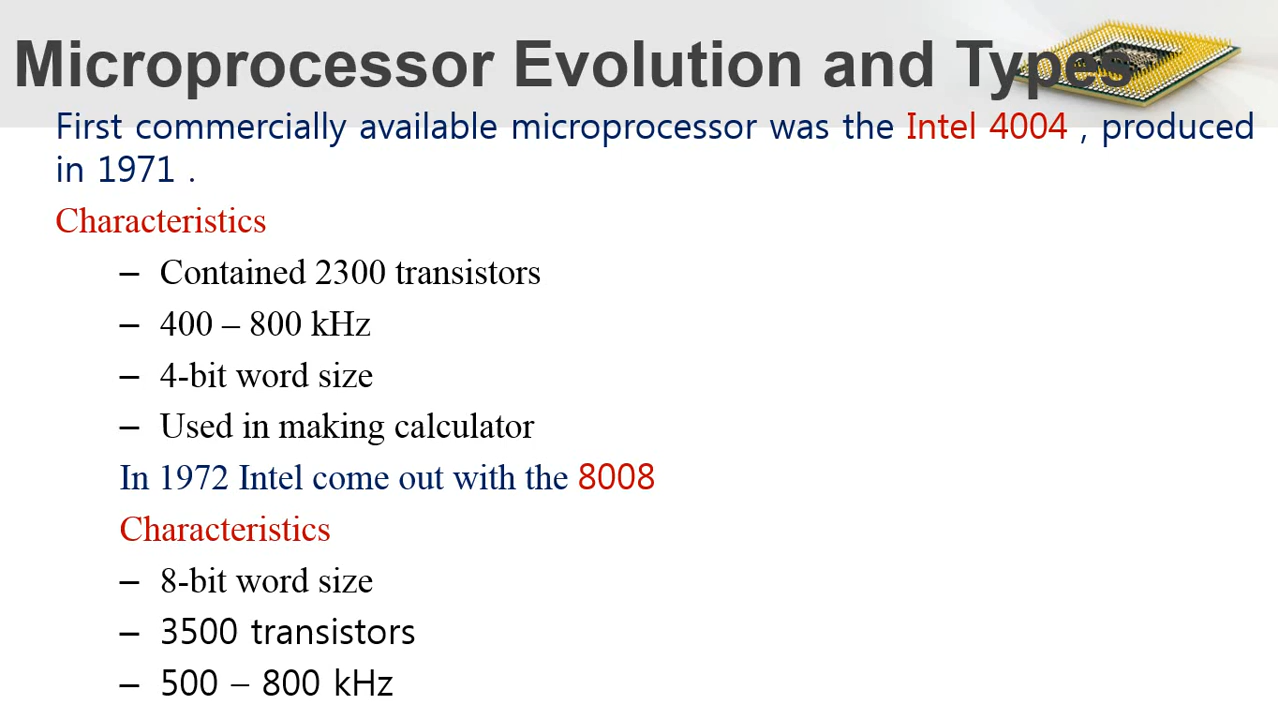 Microprocessor Evolution and Types
First commercially available microprocessor was the Intel 4004 , produced
in 1971 .
Characteristics
– Contained 2300 transistors
– 400 – 800 kHz
– 4-bit word size
– Used in making calculator
In 1972 Intel come out with the 8008
Characteristics
– 8-bit word size
– 3500 transistors
– 500 – 800 kHz